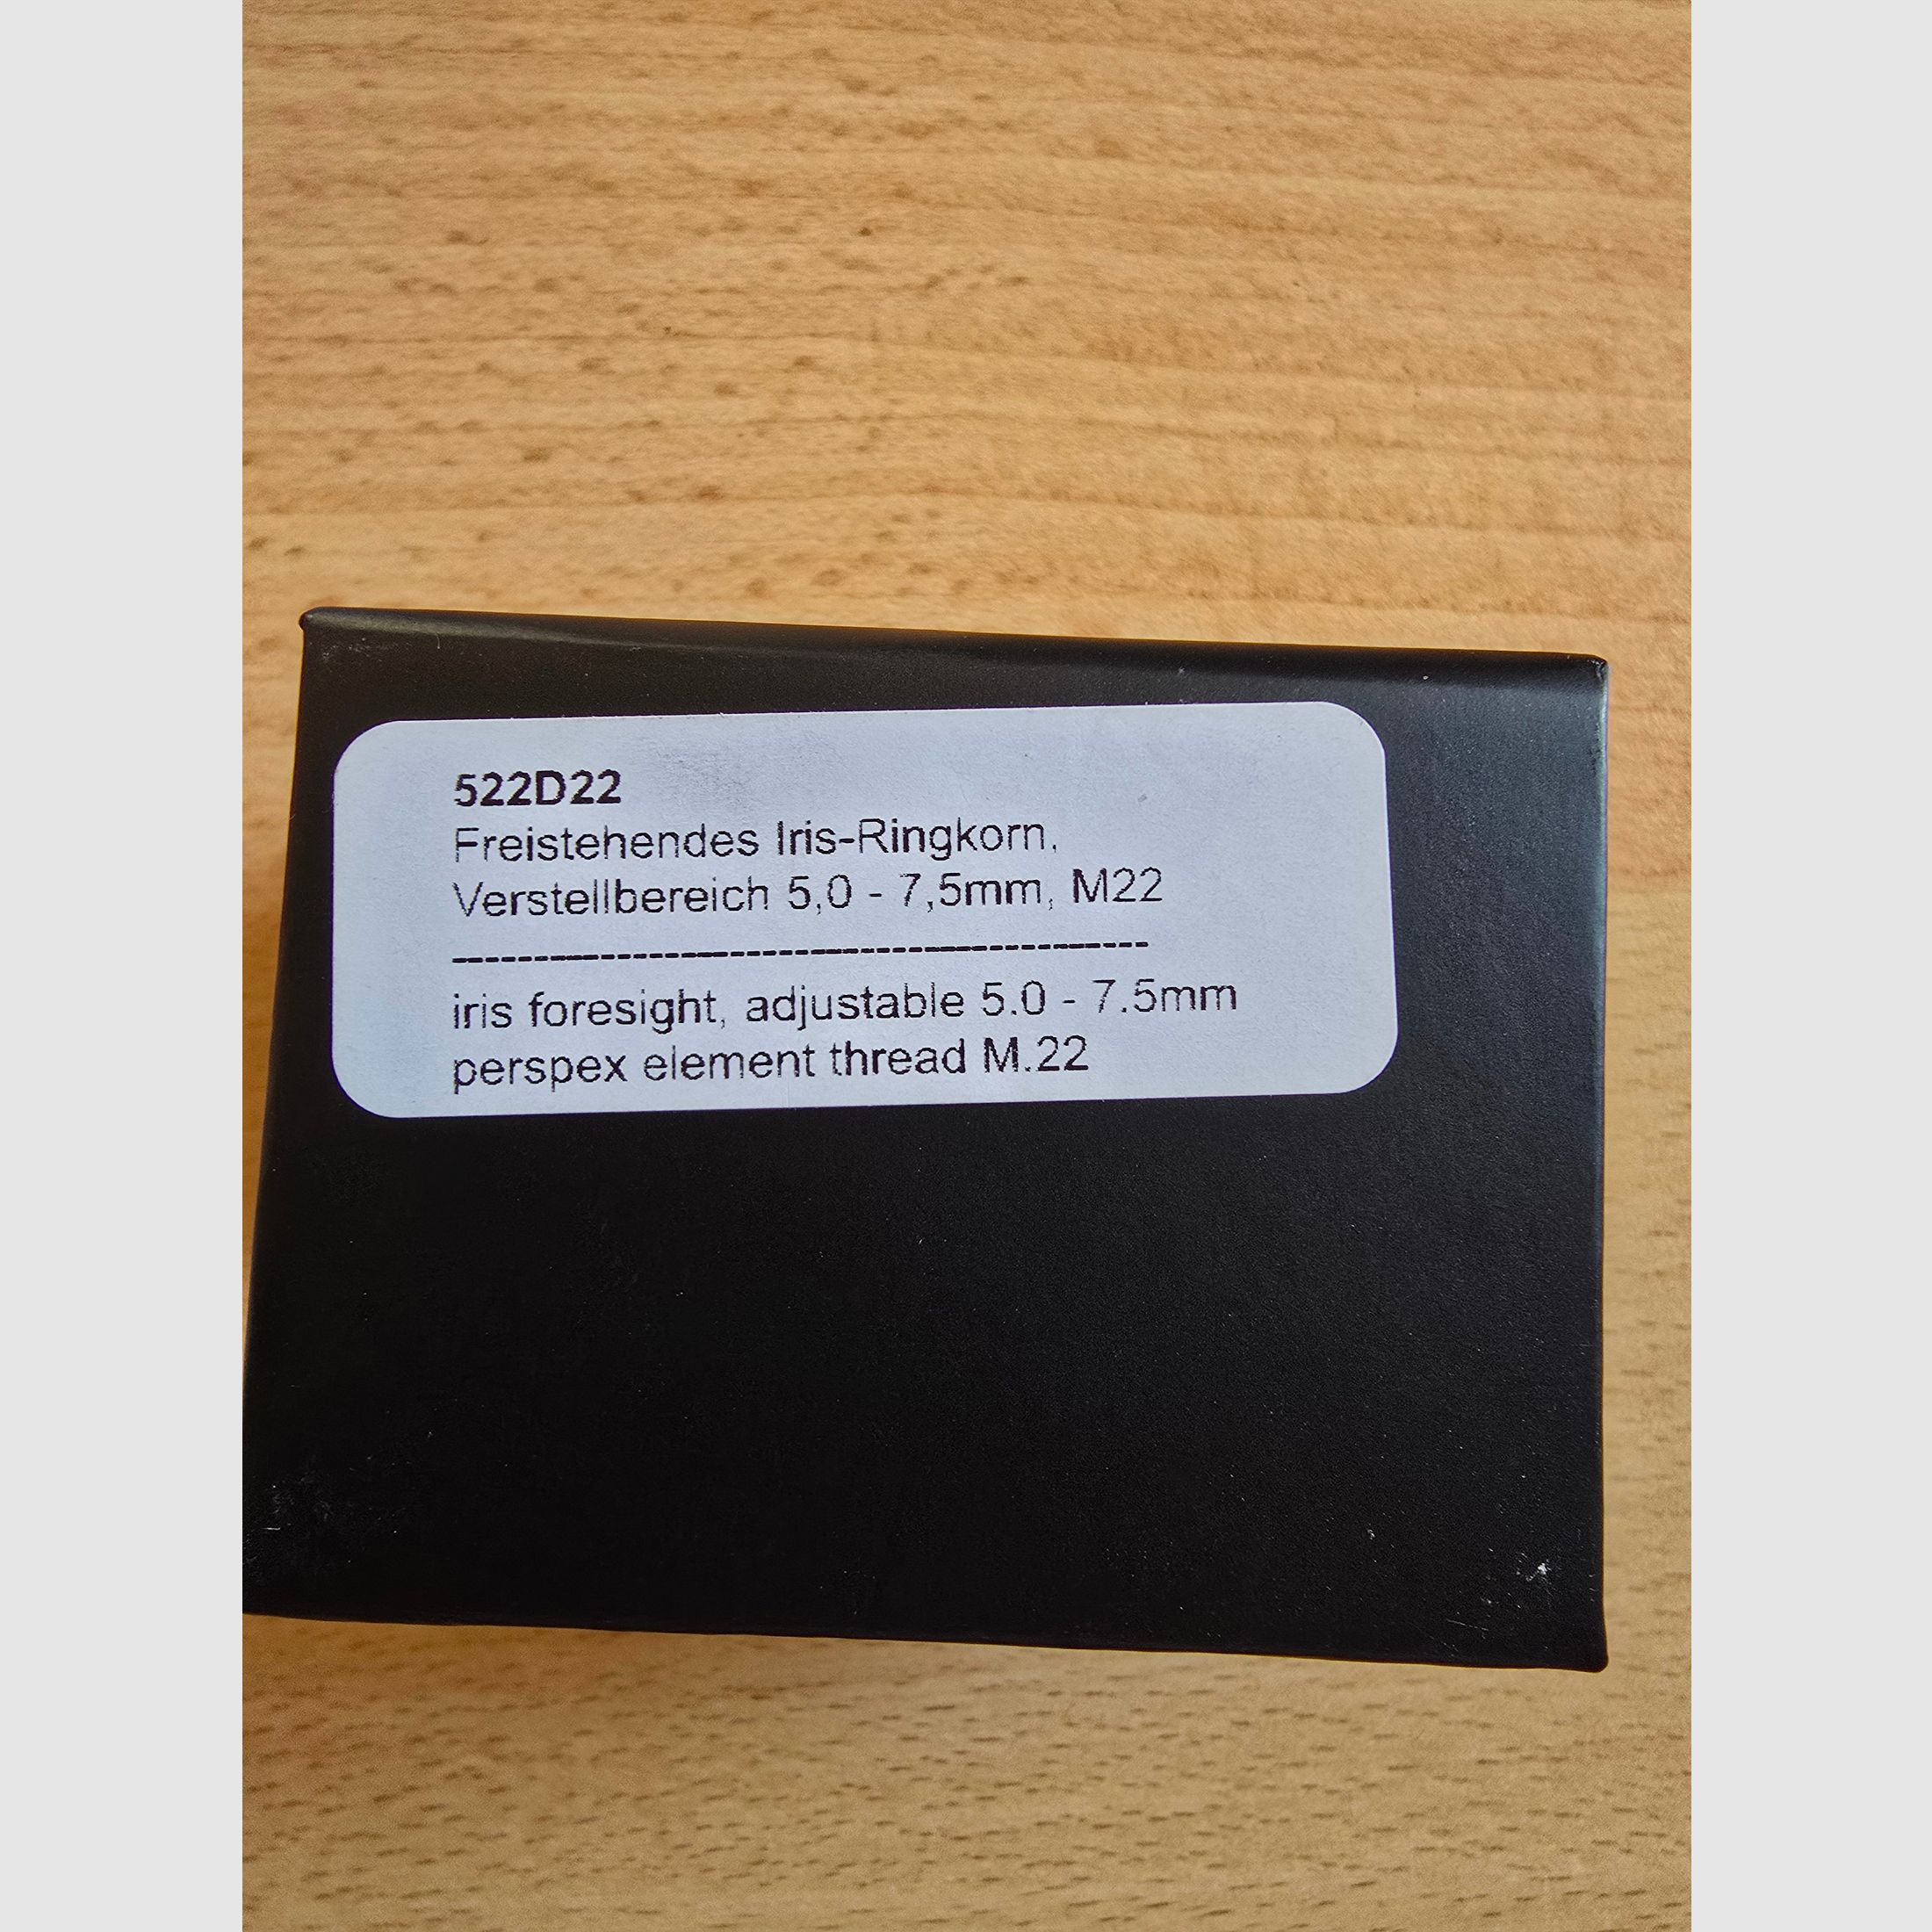 522D22
Freistehendes Iris-Ringkorn,
Verstellbereich 5,0 - 7,5mm, M22
-------------------------------------------
iris foresight, adjustable 5.0 - 7.5mm
perspex element thread M.22